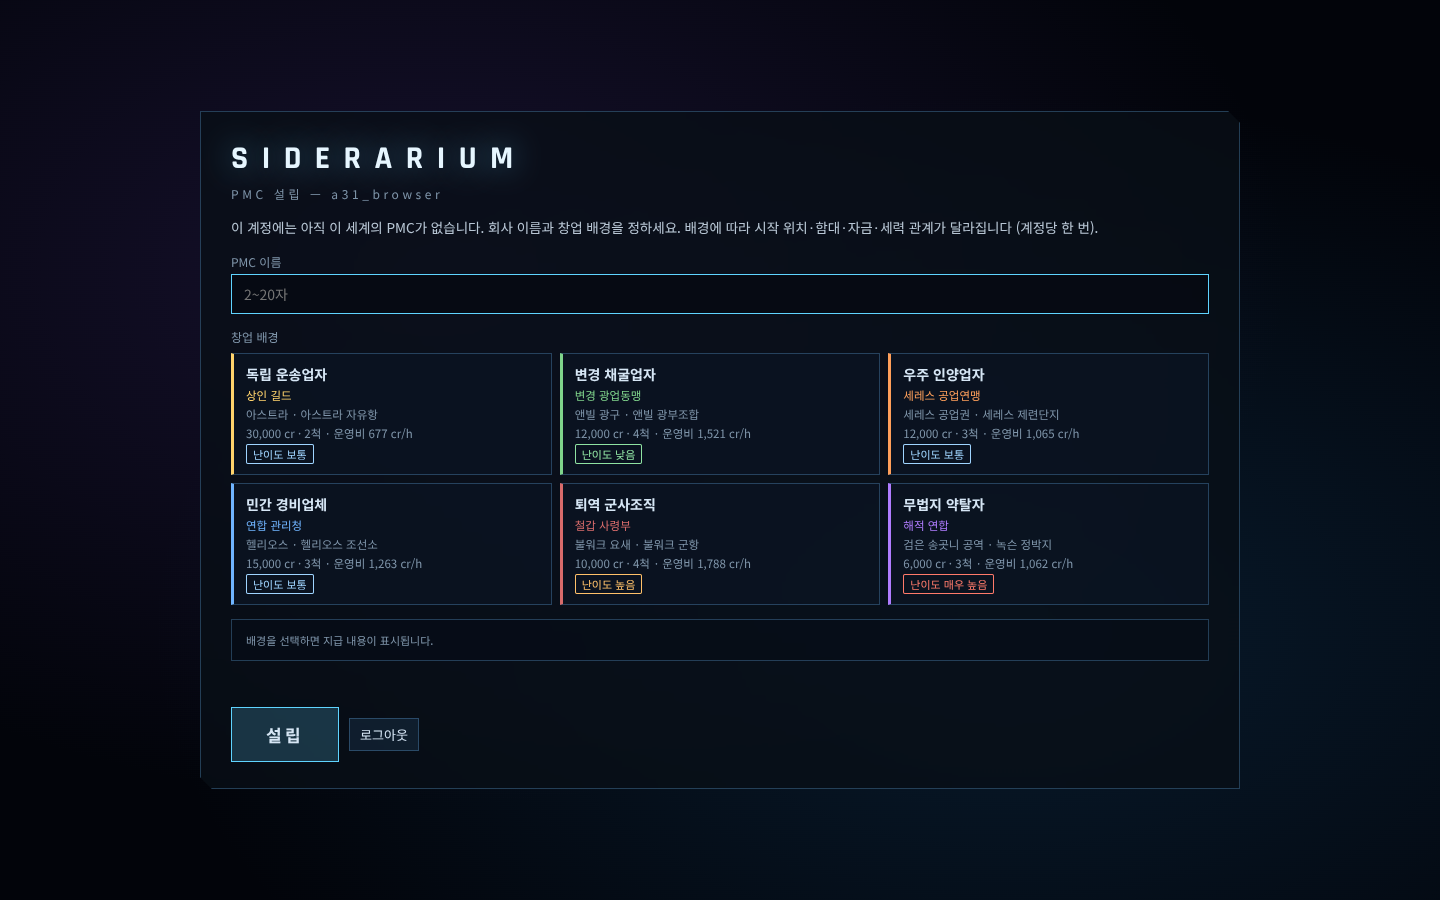 SIDERARIUM
PMC 설립 — a31_browser
이 계정에는 아직 이 세계의 PMC가 없습니다. 회사 이름과 창업 배경을 정하세요. 배경에 따라 시작 위치·함대·자금·세력 관계가 달라집니다 (계정당 한 번).
PMC 이름
2~20자
창업 배경
독립 운송업자
상인 길드
아스트라 · 아스트라 자유항
30,000 cr · 2척 · 운영비 677 cr/h
난이도 보통
변경 채굴업자
변경 광업동맹
앤빌 광구 · 앤빌 광부조합
12,000 cr · 4척 · 운영비 1,521 cr/h
난이도 낮음
우주 인양업자
세레스 공업연맹
세레스 공업권 · 세레스 제련단지
12,000 cr · 3척 · 운영비 1,065 cr/h
난이도 보통
민간 경비업체
연합 관리청
헬리오스 · 헬리오스 조선소
15,000 cr · 3척 · 운영비 1,263 cr/h
난이도 보통
퇴역 군사조직
철갑 사령부
불워크 요새 · 불워크 군항
10,000 cr · 4척 · 운영비 1,788 cr/h
난이도 높음
무법지 약탈자
해적 연합
검은 송곳니 공역 · 녹슨 정박지
6,000 cr · 3척 · 운영비 1,062 cr/h
난이도 매우 높음
배경을 선택하면 지급 내용이 표시됩니다.
설립
로그아웃